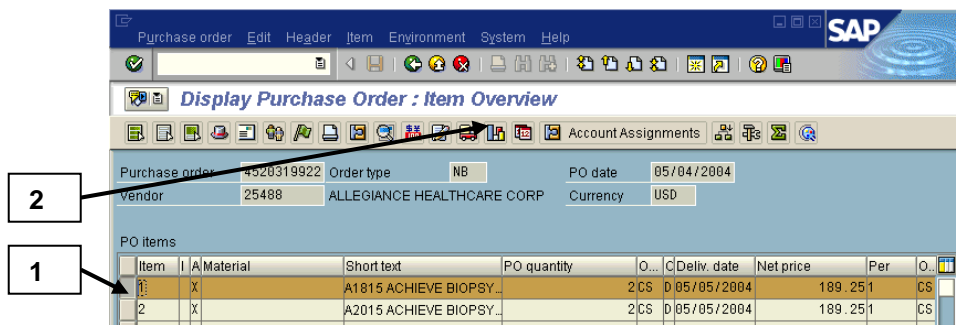 Purchase order Edit Header Item Environment System Help
SAP
Display Purchase Order : Item Overview
Account Assignments
Purchase order 4520319922 Order type NB PO date 05/04/2004
Vendor 25488 ALLEGIANCE HEALTHCARE CORP Currency USD
2
PO items
1
Item I A Material Short text PO quantity O... C Deliv. date Net price Per O..
1 X A1815 ACHIEVE BIOPSY... 2 CS D 05/05/2004 189.25 1 CS
2 X A2015 ACHIEVE BIOPSY... 2 CS D 05/05/2004 189.25 1 CS